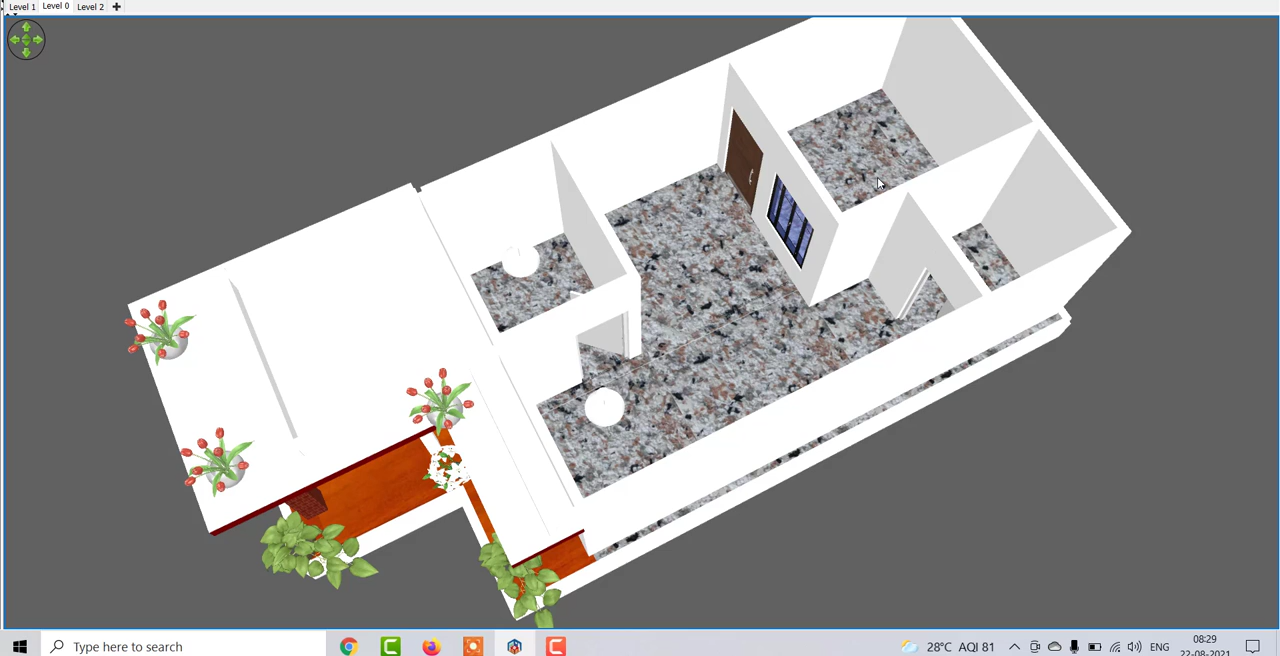 Level 1 Level 0 Level 2
Type here to search
28°C AQI 81
ENG
08:29
22-08-2021